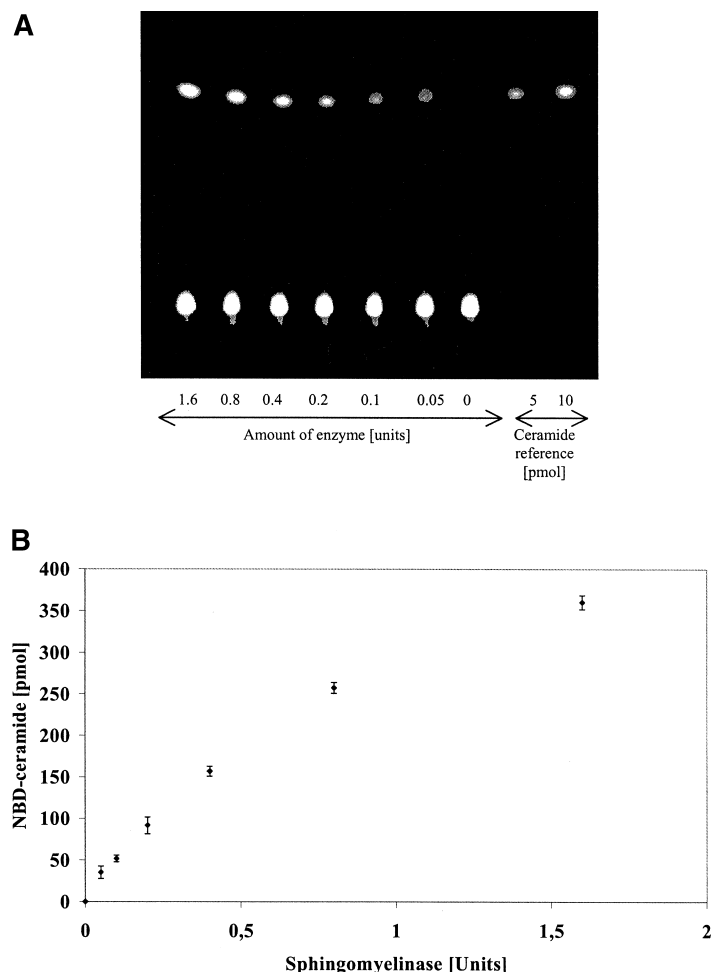 A
1.6 0.8 0.4 0.2 0.1 0.05 0 5 10
Amount of enzyme [units]
Ceramide
reference
[pmol]
B
400
350
300
250
200
150
100
50
0
NBD-ceramide [pmol]
0 0,5 1 1,5 2
Sphingomyelinase [Units]